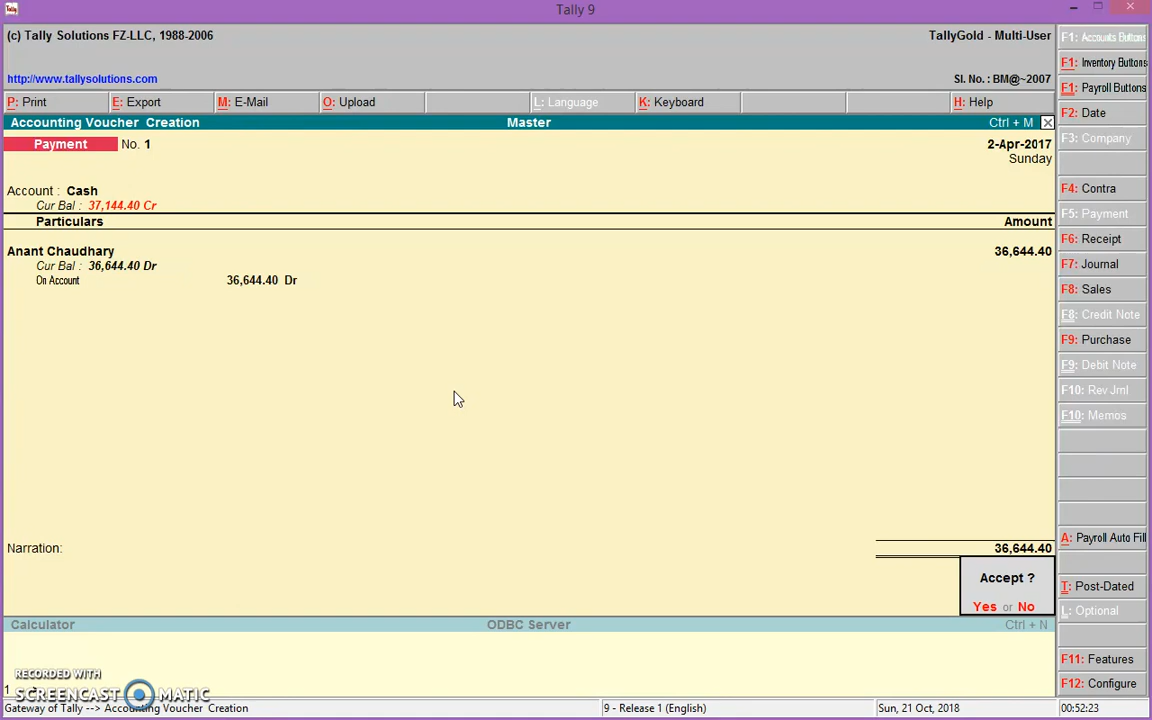 Tally
Tally 9
(c) Tally Solutions FZ-LLC, 1988-2006
TallyGold - Multi-User
http://www.tallysolutions.com
Sl. No. : BM@~2007
P: Print
E: Export
M: E-Mail
O: Upload
L: Language
K: Keyboard
H: Help
Accounting Voucher Creation
Master
Ctrl + M
Payment
No. 1
2-Apr-2017
Sunday
Account : Cash
Cur Bal : 37,144.40 Cr
Particulars
Amount
Anant Chaudhary
36,644.40
Cur Bal : 36,644.40 Dr
On Account 36,644.40 Dr
Narration:
36,644.40
Accept ?
Yes or No
Calculator
ODBC Server
Ctrl + N
1
RECORDED WITH
SCREENCAST MATIC
Gateway of Tally --> Accounting Voucher Creation
9 - Release 1 (English)
Sun, 21 Oct, 2018
00:52:23
F1: Accounts Buttons
F1: Inventory Buttons
F1: Payroll Buttons
F2: Date
F3: Company
F4: Contra
F5: Payment
F6: Receipt
F7: Journal
F8: Sales
F8: Credit Note
F9: Purchase
F9: Debit Note
F10: Rev Jrnl
F10: Memos
A: Payroll Auto Fill
T: Post-Dated
L: Optional
F11: Features
F12: Configure